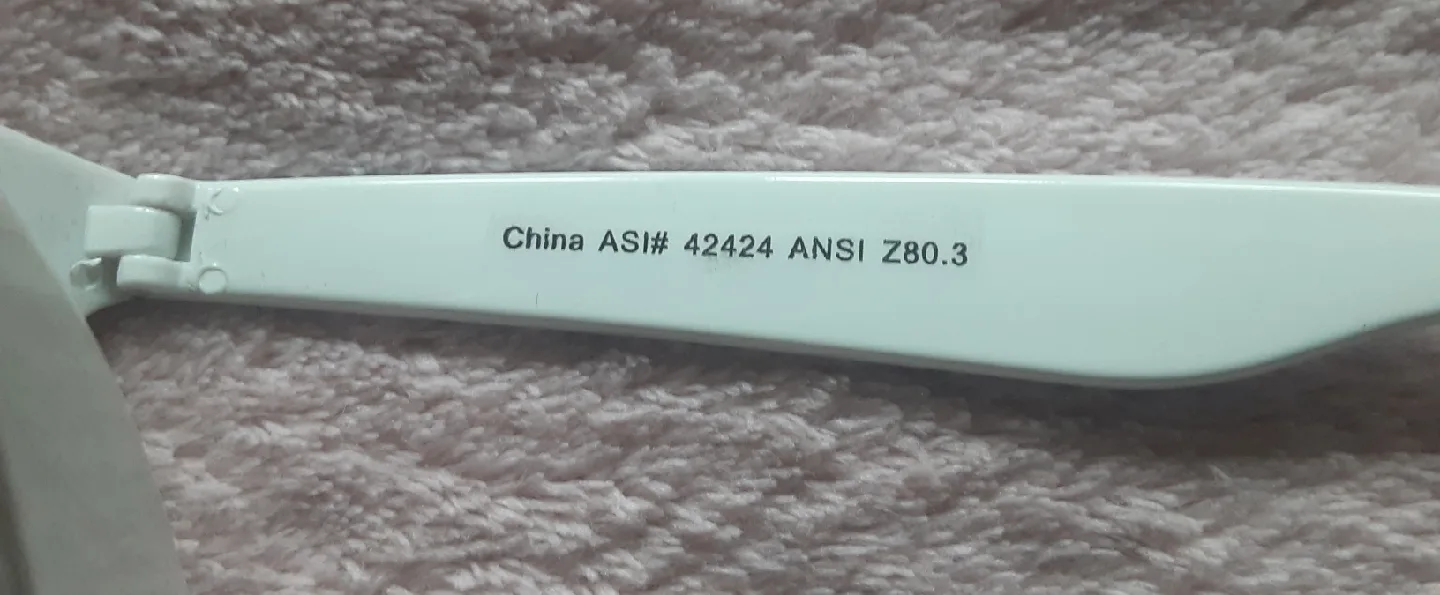 China ASI# 42424 ANSI Z80.3